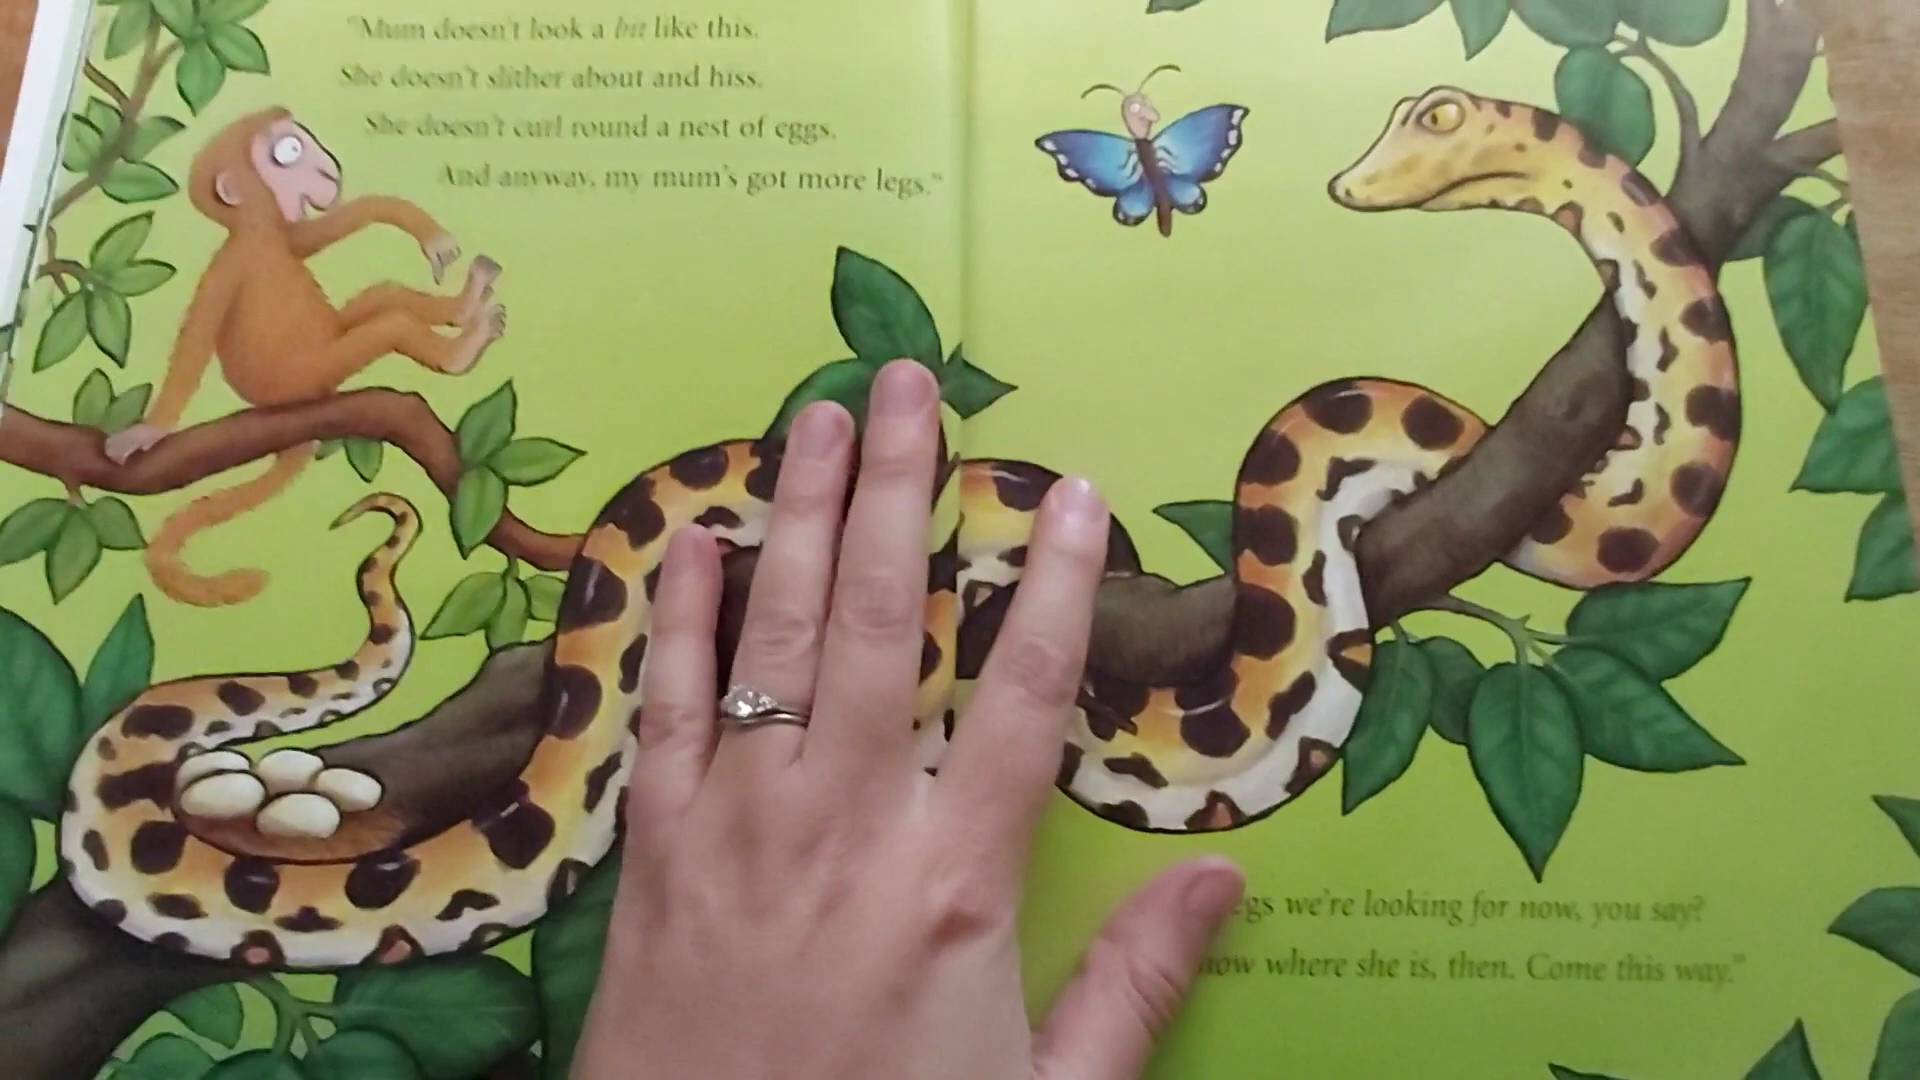 "Mum doesn't look a bit like this.
She doesn't slither about and hiss.
She doesn't curl round a nest of eggs.
And anyway, my mum's got more legs."
we're looking for now, you say?
where she is, then. Come this way."